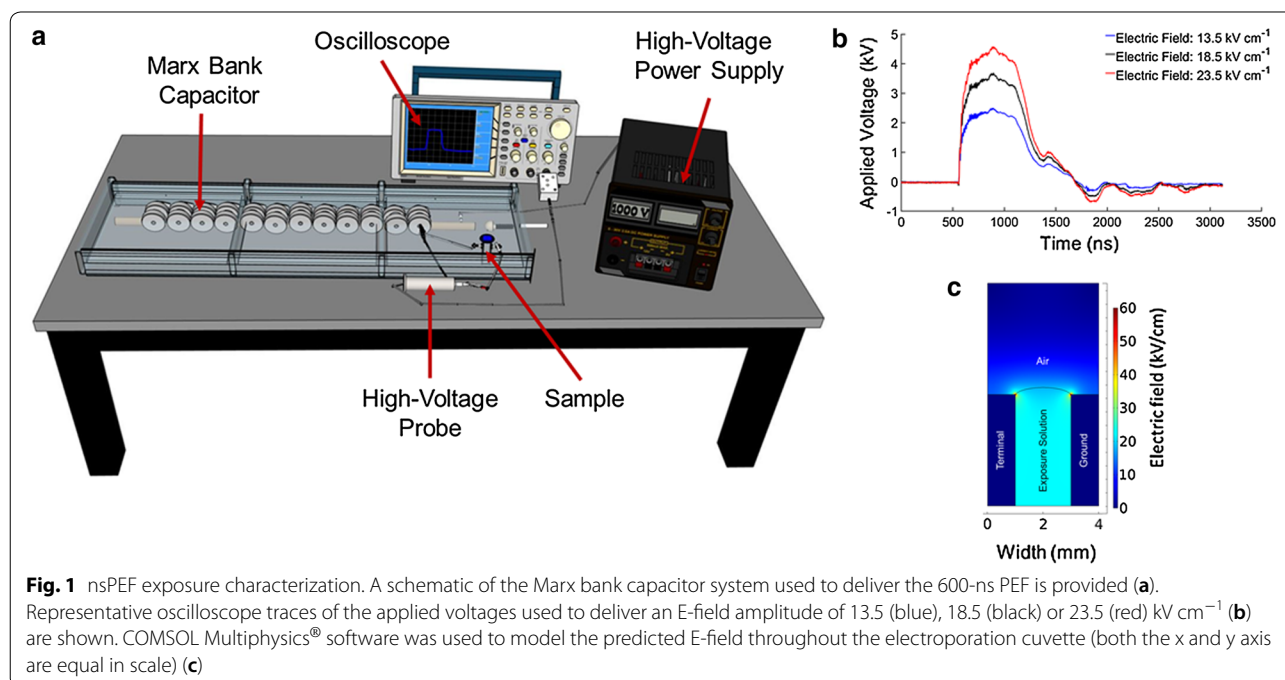 a
Oscilloscope
Marx Bank
Capacitor
High-Voltage
Power Supply
1000 V
High-Voltage
Probe
Sample
b
Applied Voltage (kV)
5
4
3
2
1
0
-1
0 500 1000 1500 2000 2500 3000 3500
Time (ns)
Electric Field: 13.5 kV cm⁻¹
Electric Field: 18.5 kV cm⁻¹
Electric Field: 23.5 kV cm⁻¹
c
Air
Terminal
Exposure Solution
Ground
0 2 4
Width (mm)
60
50
40
30
20
10
0
Electric field (kV/cm)
Fig. 1 nsPEF exposure characterization. A schematic of the Marx bank capacitor system used to deliver the 600-ns PEF is provided (a).
Representative oscilloscope traces of the applied voltages used to deliver an E-field amplitude of 13.5 (blue), 18.5 (black) or 23.5 (red) kV cm⁻¹ (b)
are shown. COMSOL Multiphysics® software was used to model the predicted E-field throughout the electroporation cuvette (both the x and y axis
are equal in scale) (c)